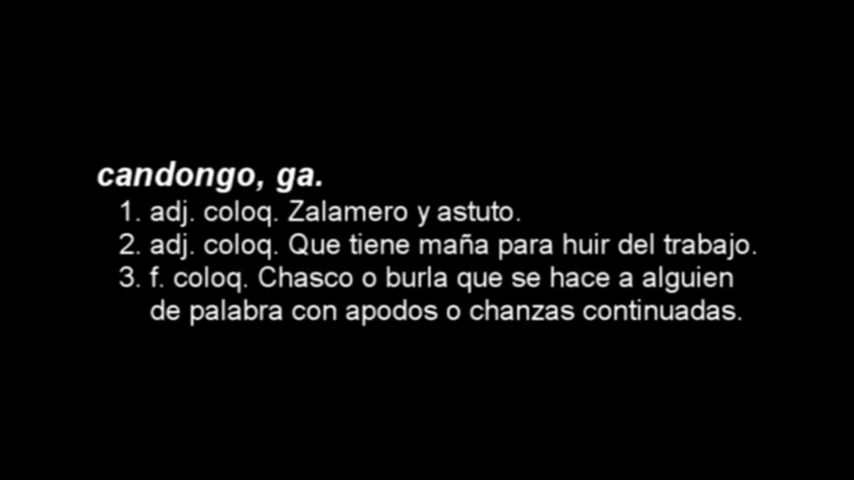 candongo, ga.
1. adj. coloq. Zalamero y astuto.
2. adj. coloq. Que tiene maña para huir del trabajo.
3. f. coloq. Chasco o burla que se hace a alguien
de palabra con apodos o chanzas continuadas.